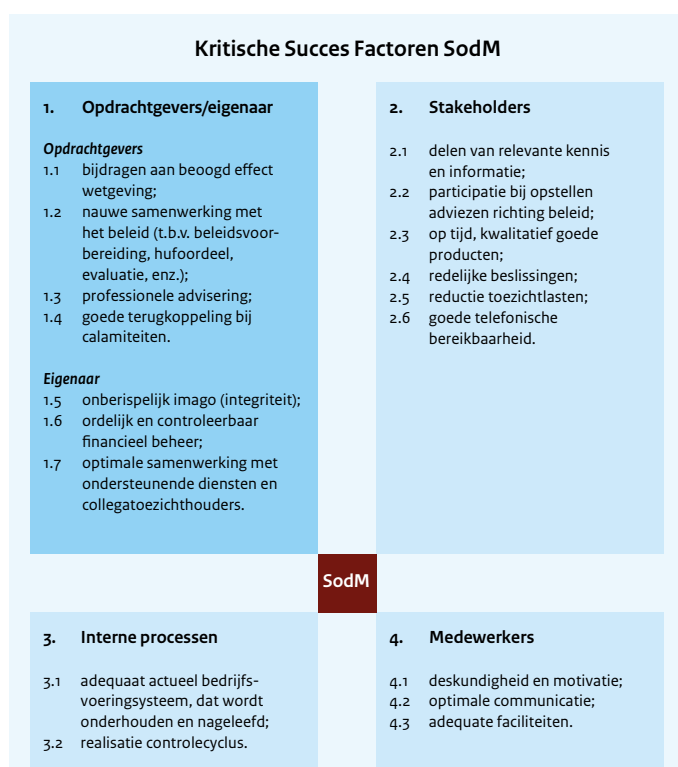 Kritische Succes Factoren SodM
1. Opdrachtgevers/eigenaar
Opdrachtgevers
1.1 bijdragen aan beoogd effect
wetgeving;
1.2 nauwe samenwerking met
het beleid (t.b.v. beleidsvoor-
bereiding, hufoordeel,
evaluatie, enz.);
1.3 professionele advisering;
1.4 goede terugkoppeling bij
calamiteiten.
Eigenaar
1.5 onberispelijk imago (integriteit);
1.6 ordelijk en controleerbaar
financieel beheer;
1.7 optimale samenwerking met
ondersteunende diensten en
collegatoezichthouders.
2. Stakeholders
2.1 delen van relevante kennis
en informatie;
2.2 participatie bij opstellen
adviezen richting beleid;
2.3 op tijd, kwalitatief goede
producten;
2.4 redelijke beslissingen;
2.5 reductie toezichtlasten;
2.6 goede telefonische
bereikbaarheid.
SodM
3. Interne processen
3.1 adequaat actueel bedrijfs-
voeringsysteem, dat wordt
onderhouden en nageleefd;
3.2 realisatie controlecyclus.
4. Medewerkers
4.1 deskundigheid en motivatie;
4.2 optimale communicatie;
4.3 adequate faciliteiten.